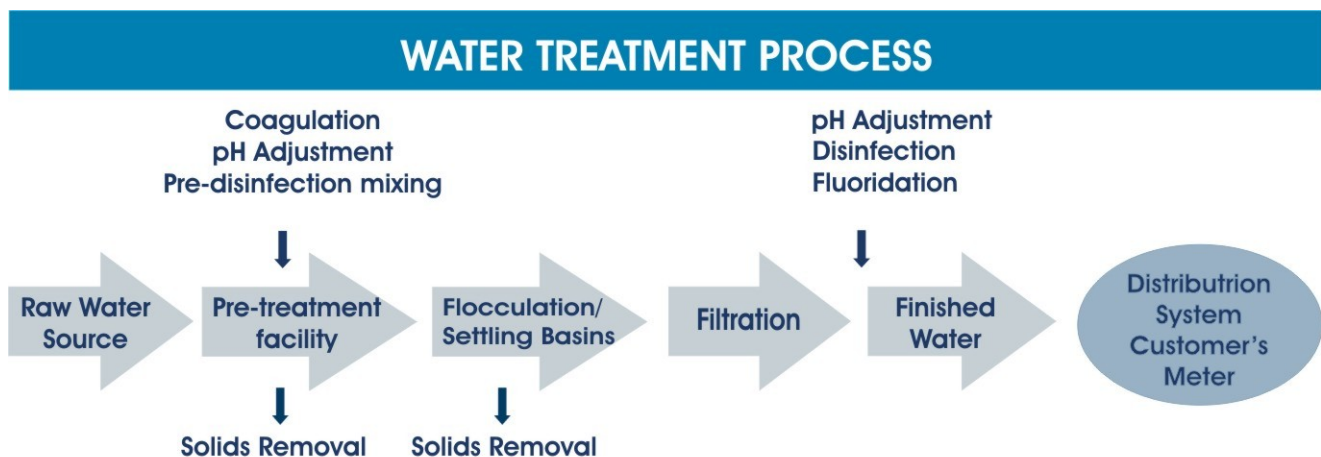 WATER TREATMENT PROCESS
Coagulation
pH Adjustment
Pre-disinfection mixing
pH Adjustment
Disinfection
Fluoridation
Raw Water
Source
Pre-treatment
facility
Flocculation/
Settling Basins
Filtration
Finished
Water
Distributrion
System
Customer's
Meter
Solids Removal
Solids Removal